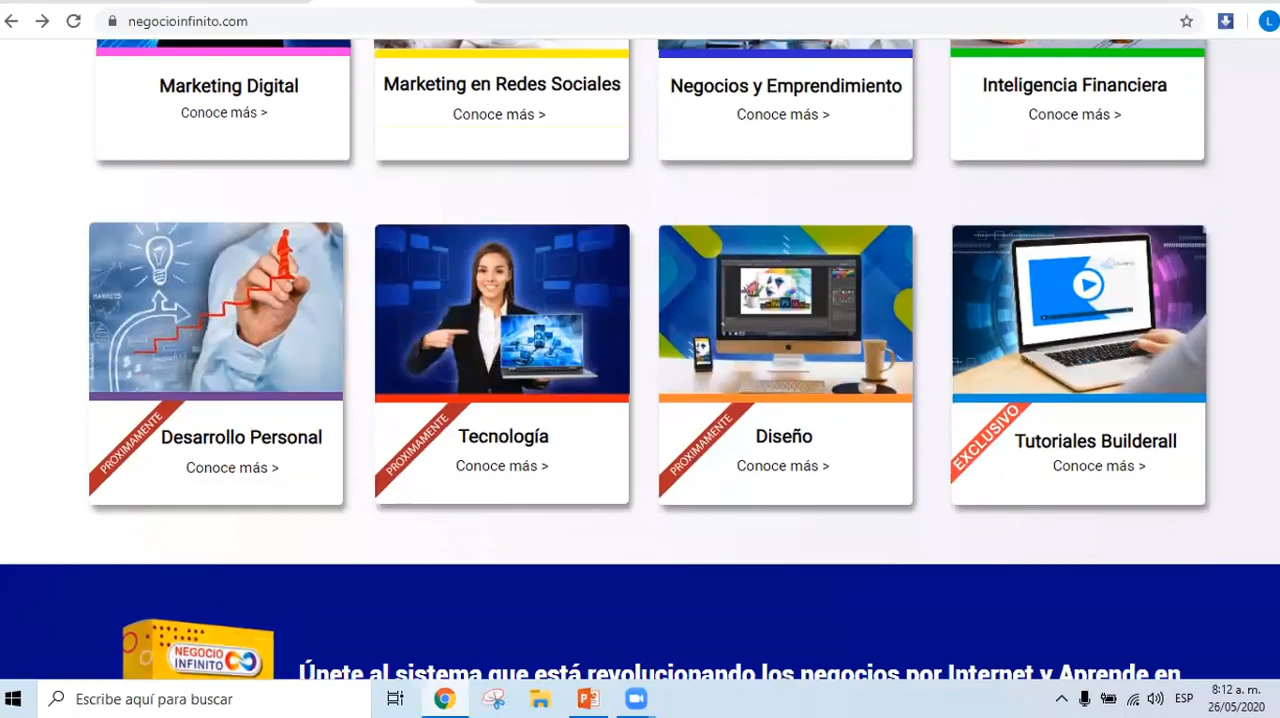 negocioinfinito.com
L
Marketing Digital
Conoce más >
Marketing en Redes Sociales
Conoce más >
Negocios y Emprendimiento
Conoce más >
Inteligencia Financiera
Conoce más >
PROXIMAMENTE
Desarrollo Personal
Conoce más >
PROXIMAMENTE
Tecnología
Conoce más >
PROXIMAMENTE
Diseño
Conoce más >
EXCLUSIVO
Tutoriales Builderall
Conoce más >
NEGOCIO
INFINITO
Únete al sistema que está revolucionando los negocios por Internet y Aprende en
Escribe aquí para buscar
ESP
8:12 a. m.
26/05/2020